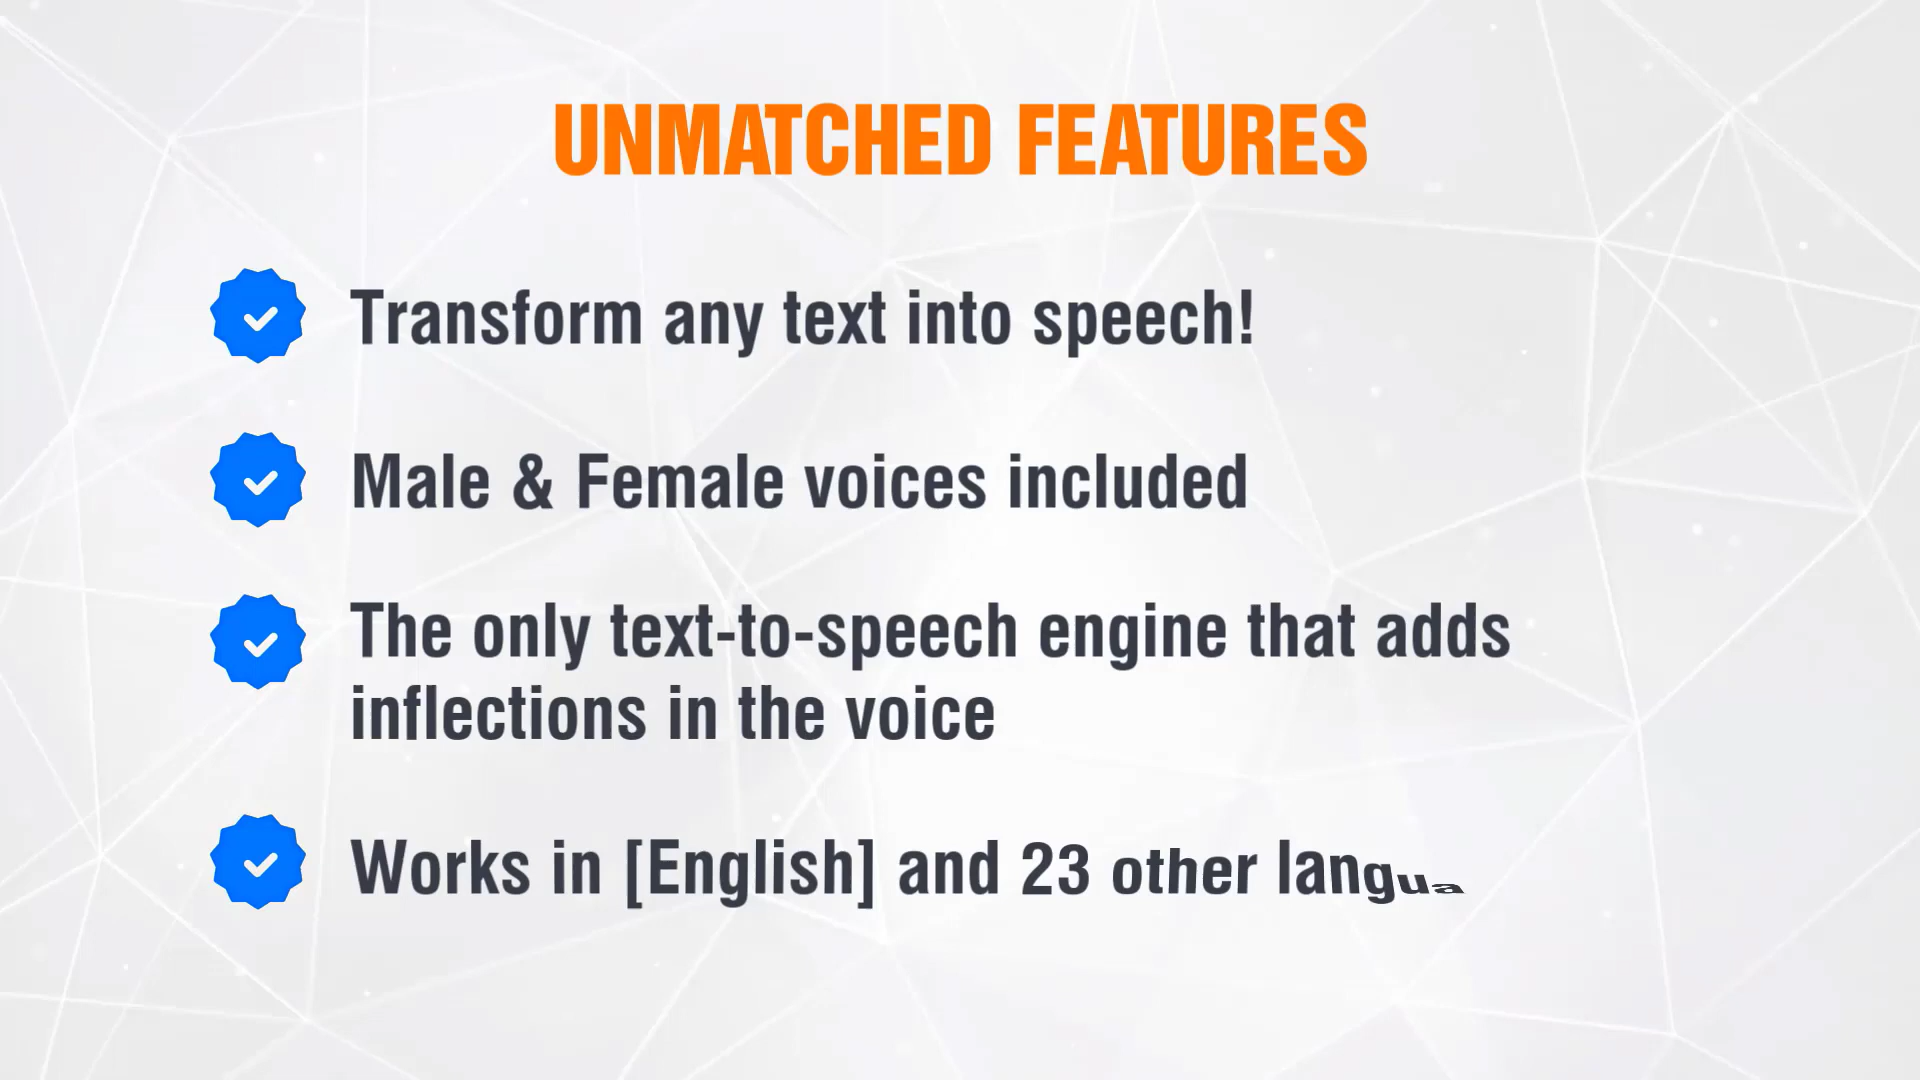 UNMATCHED FEATURES
Transform any text into speech!
Male & Female voices included
The only text-to-speech engine that adds
inflections in the voice
Works in [English] and 23 other langua